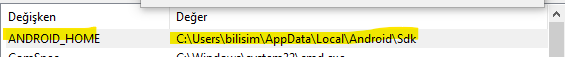 Değişken Değer
ANDROID_HOME C:\Users\bilisim\AppData\Local\Android\Sdk